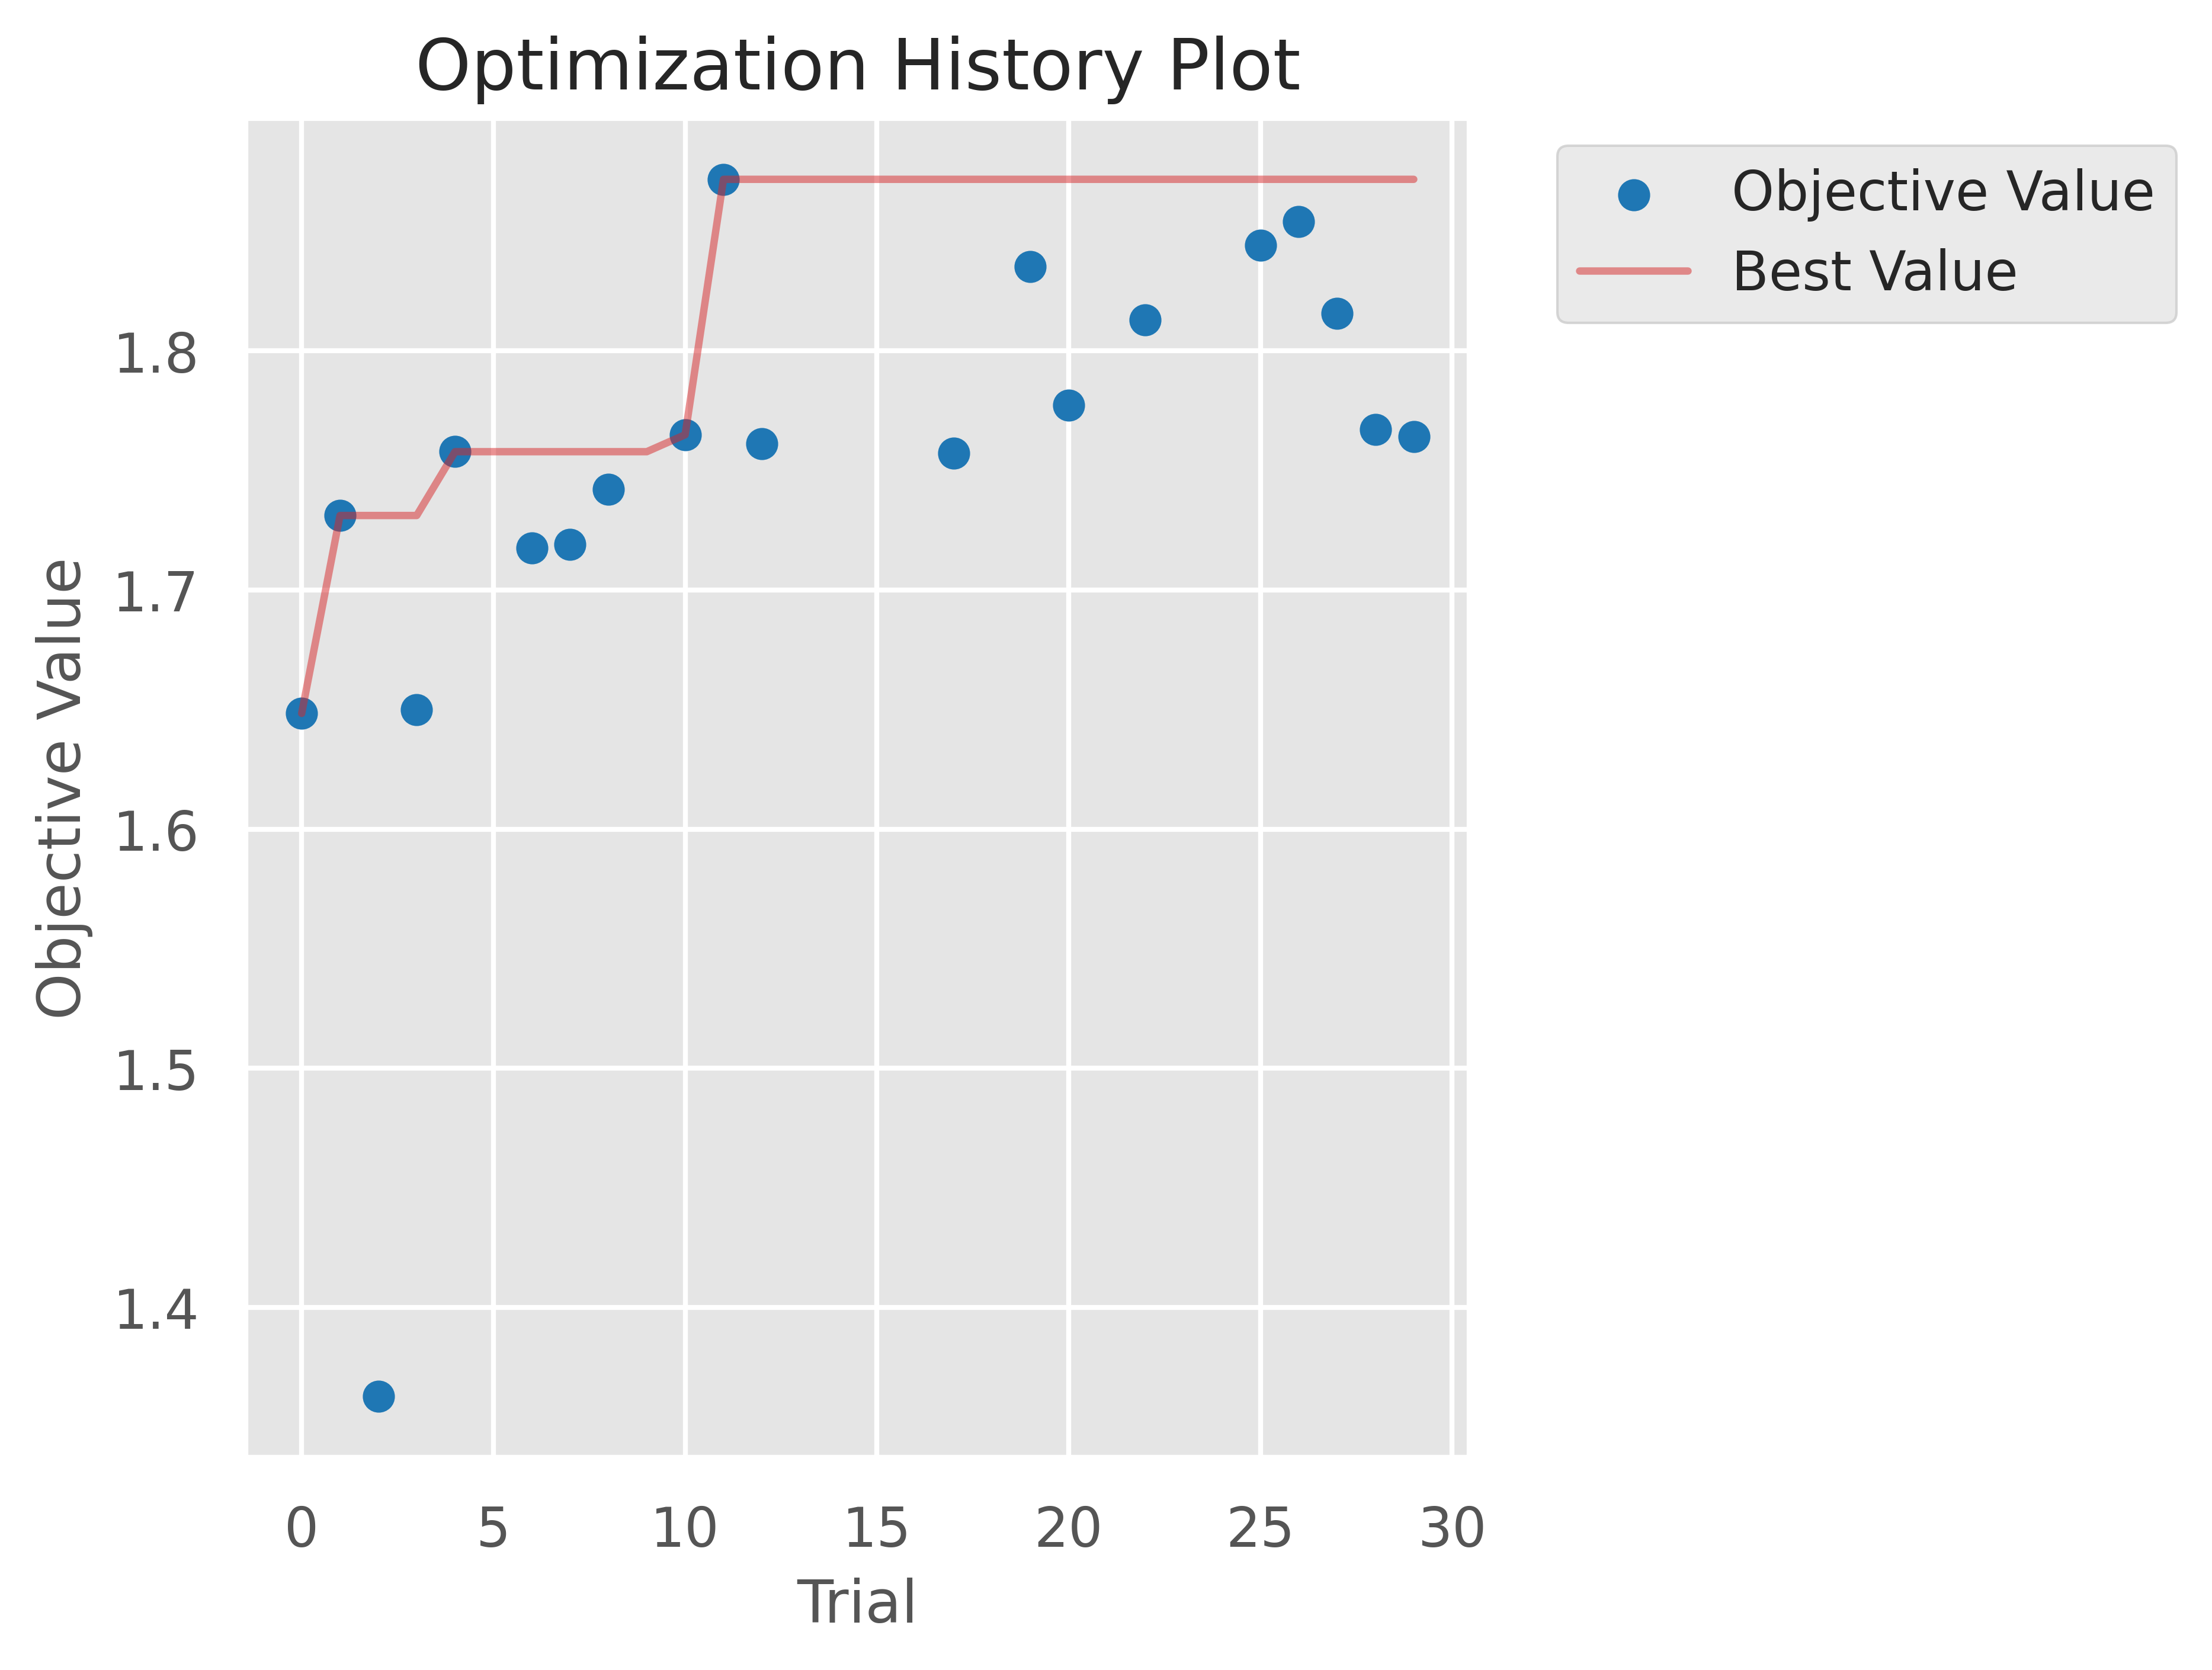 Optimization History Plot
Objective Value
Best Value
Objective Value
1.8
1.7
1.6
1.5
1.4
0 5 10 15 20 25 30
Trial